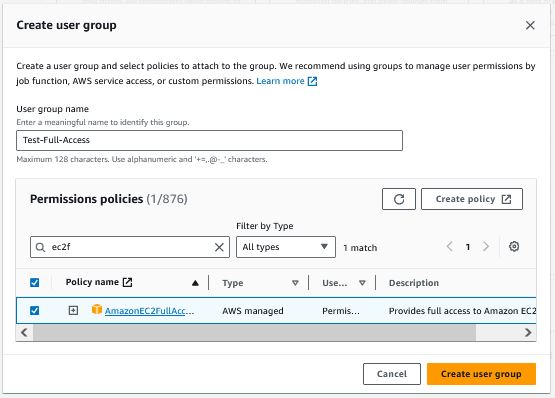 Create user group
Create a user group and select policies to attach to the group. We recommend using groups to manage user permissions by
job function, AWS service access, or custom permissions. Learn more
User group name
Enter a meaningful name to identify this group.
Test-Full-Access
Maximum 128 characters. Use alphanumeric and '+=,.@-_' characters.
Permissions policies (1/876)
Create policy
Filter by Type
ec2f
All types
1 match
1
Policy name
Type
Use...
Description
AmazonEC2FullAcc...
AWS managed
Permis...
Provides full access to Amazon EC2
Cancel
Create user group